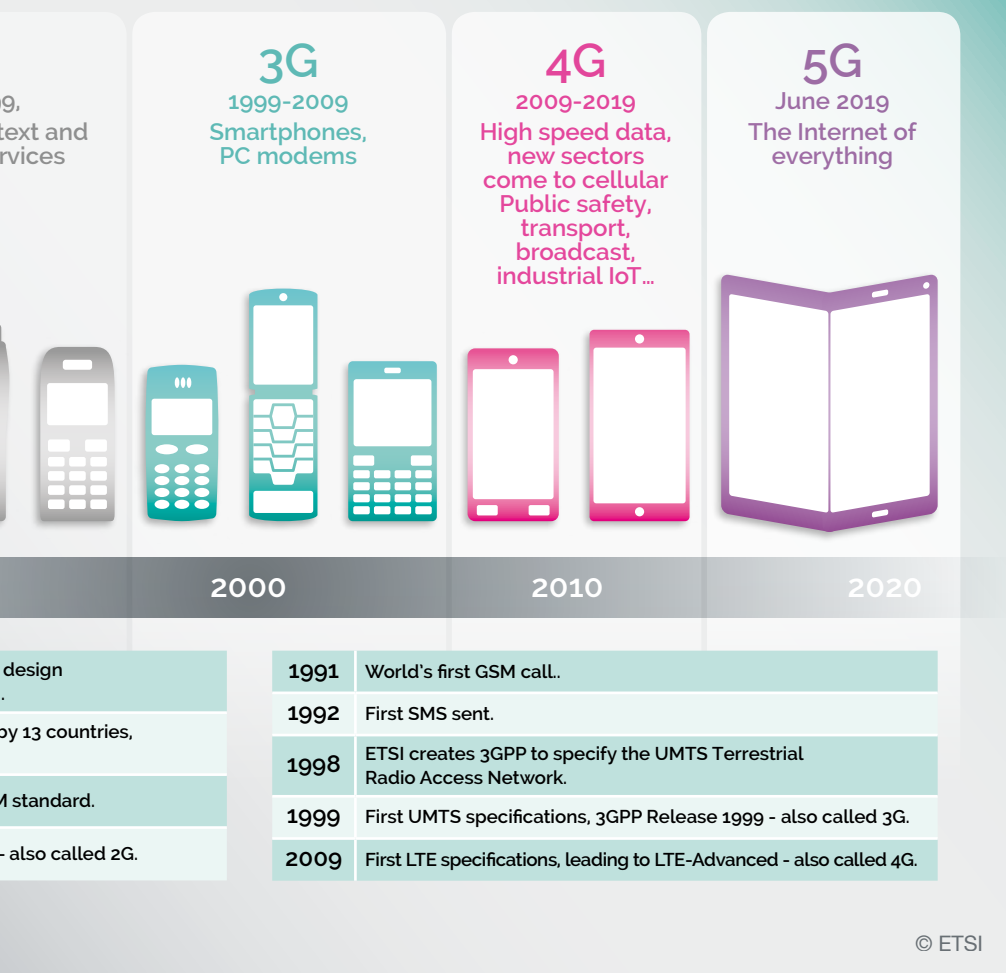 9,
text and
rvices
3G
1999-2009
Smartphones,
PC modems
4G
2009-2019
High speed data,
new sectors
come to cellular
Public safety,
transport,
broadcast,
industrial IoT...
5G
June 2019
The Internet of
everything
2000
2010
2020
design
.
by 13 countries,
M standard.
- also called 2G.
1991 World's first GSM call..
1992 First SMS sent.
1998 ETSI creates 3GPP to specify the UMTS Terrestrial
Radio Access Network.
1999 First UMTS specifications, 3GPP Release 1999 - also called 3G.
2009 First LTE specifications, leading to LTE-Advanced - also called 4G.
© ETSI